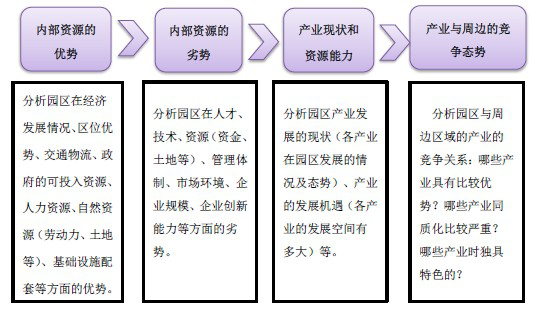 内部资源的
优势
内部资源的
劣势
产业现状和
资源能力
产业与周边的竞
争态势
分析园区在经济
发展情况、区位优
势、交通物流、政
府的可投入资源、
人力资源、自然资
源（劳动力、土地
等）、基础设施配
套等方面的优势。
分析园区在人才、
技术、资源（资金、
土地等）、管理体
制、市场环境、企
业规模、企业创新
能力等方面的劣
势。
分析园区产业发
展的现状（各产业
在园区发展的情
况及态势）、产业
的发展机遇（各产
业的发展空间有
多大）等。
分析园区与周
边区域的产业的
竞争关系：哪些产
业具有比较优
势？哪些产业同
质化比较严重？
哪些产业时独具
特色的？